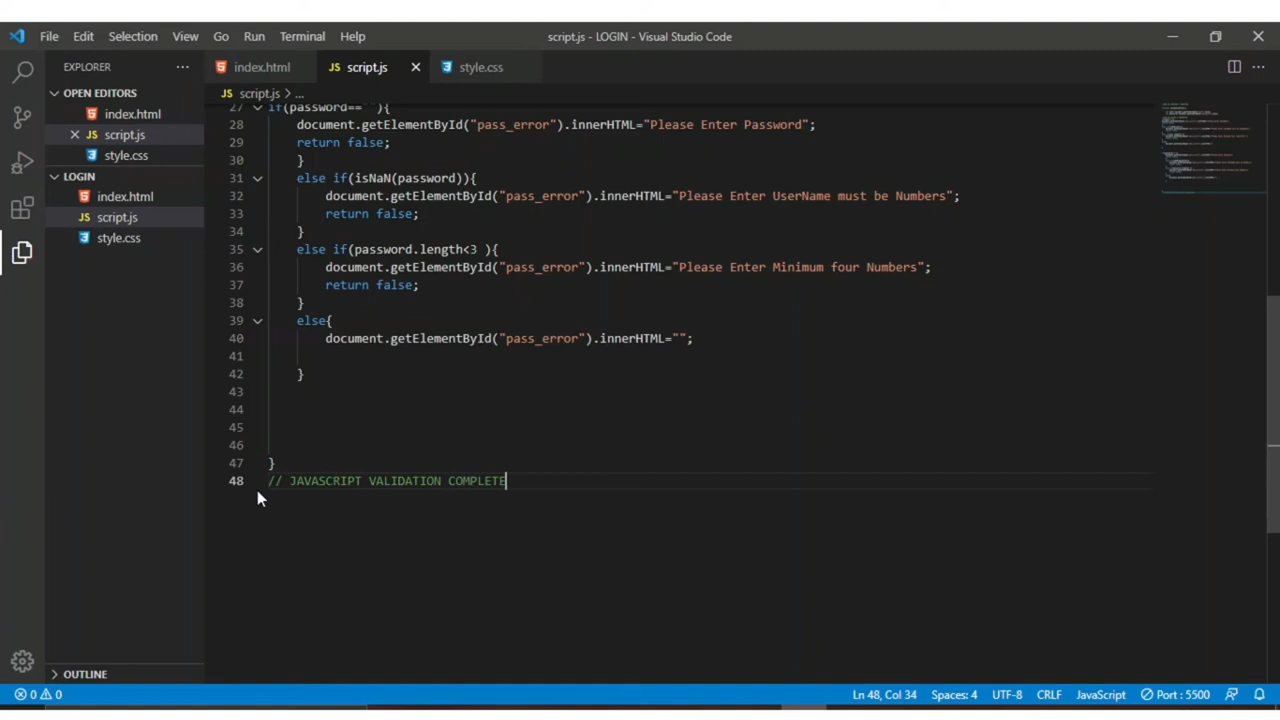 File Edit Selection View Go Run Terminal Help script.js - LOGIN - Visual Studio Code
EXPLORER ··· index.html JS script.js style.css ···
OPEN EDITORS
index.html
JS script.js
style.css
LOGIN
index.html
JS script.js
style.css
OUTLINE
JS script.js > ...
27 if(password==""){
28 document.getElementById("pass_error").innerHTML="Please Enter Password";
29 return false;
30 }
31 else if(isNaN(password)){
32 document.getElementById("pass_error").innerHTML="Please Enter UserName must be Numbers";
33 return false;
34 }
35 else if(password.length<3 ){
36 document.getElementById("pass_error").innerHTML="Please Enter Minimum four Numbers";
37 return false;
38 }
39 else{
40 document.getElementById("pass_error").innerHTML="";
41
42 }
43
44
45
46
47 }
48 // JAVASCRIPT VALIDATION COMPLETE
0 0 Ln 48, Col 34 Spaces: 4 UTF-8 CRLF JavaScript Port : 5500